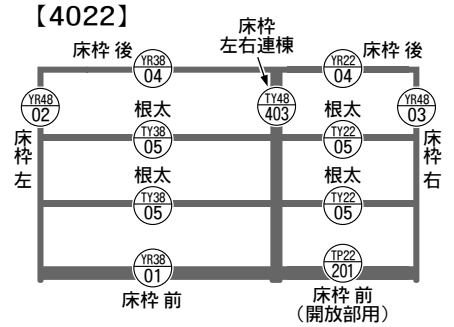 【4022】
床枠
左右連棟
床枠 後
YR38
04
YR22
04
床枠 後
YR48
02
TY48
403
YR48
03
根太
TY38
05
根太
TY22
05
床枠 左
床枠 右
根太
TY38
05
根太
TY22
05
YR38
01
TP22
201
床枠 前
床枠 前
（開放部用）